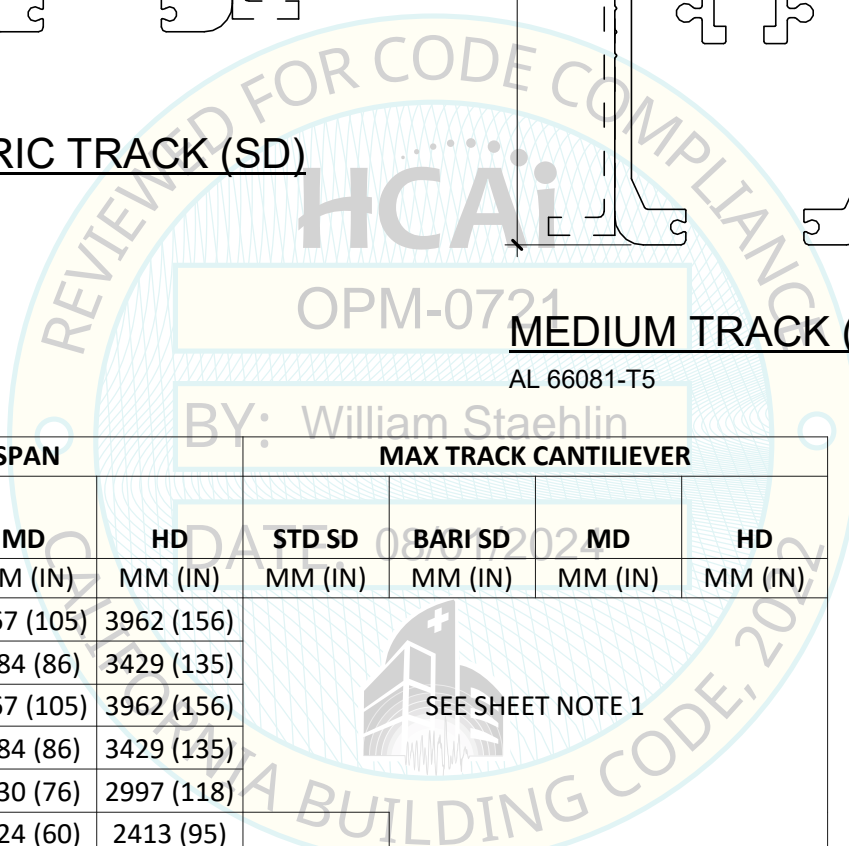 RIC TRACK (SD)
MEDIUM TRACK (
AL 66081-T5
REVIEWED FOR CODE COMPLIANCE
HCAi
OPM-0721
BY: William Staehlin
DATE: 08/01/2024
CALIFORNIA BUILDING CODE, 2022
SPAN MAX TRACK CANTILIEVER
MD HD STD SD BARI SD MD HD
M (IN) MM (IN) MM (IN) MM (IN) MM (IN) MM (IN)
67 (105) 3962 (156)
84 (86) 3429 (135)
67 (105) 3962 (156) SEE SHEET NOTE 1
84 (86) 3429 (135)
30 (76) 2997 (118)
24 (60) 2413 (95)